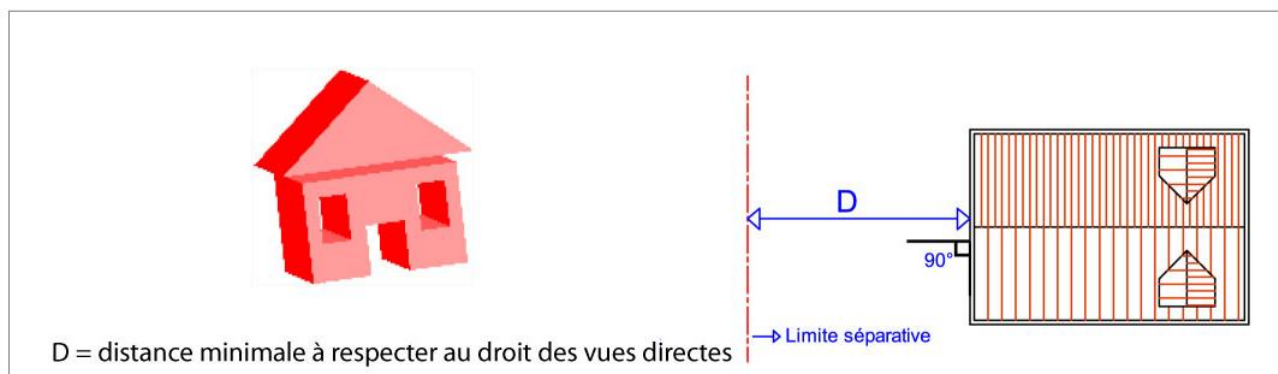 D
90°
Limite séparative
D = distance minimale à respecter au droit des vues directes